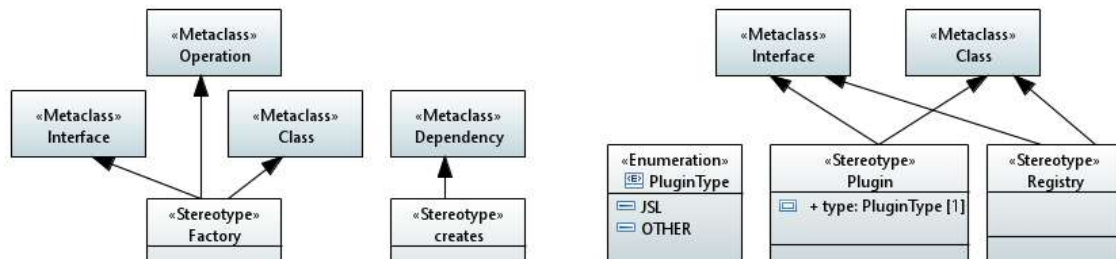 «Metaclass»
Operation
«Metaclass»
Interface
«Metaclass»
Class
«Metaclass»
Dependency
«Stereotype»
Factory
«Stereotype»
creates
«Metaclass»
Interface
«Metaclass»
Class
«Enumeration»
<E> PluginType
JSL
OTHER
«Stereotype»
Plugin
+ type: PluginType [1]
«Stereotype»
Registry